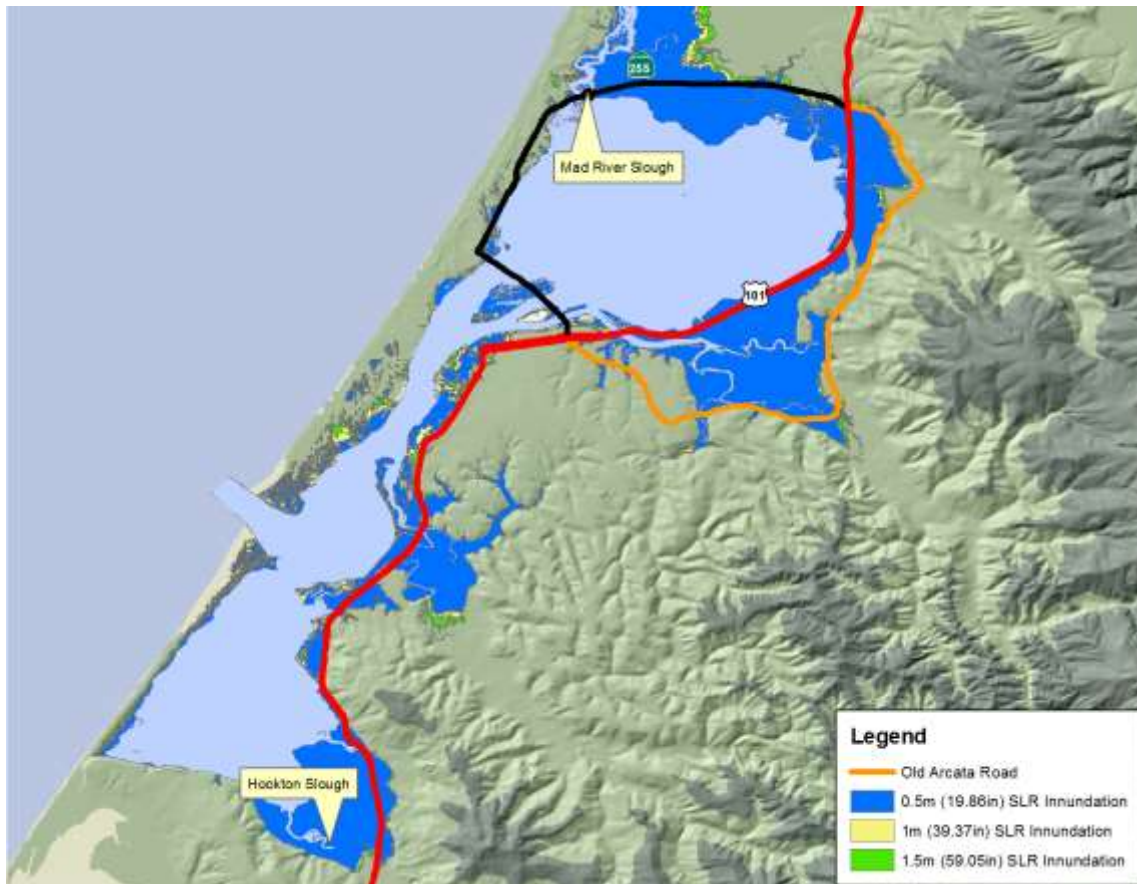 255
Mad River Slough
101
Hookton Slough
Legend
Old Arcata Road
0.5m (19.86in) SLR Innundation
1m (39.37in) SLR Innundation
1.5m (59.05in) SLR Innundation